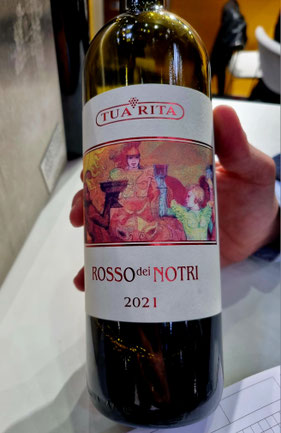 TUA RITA
ROSSO dei NOTRI
2021